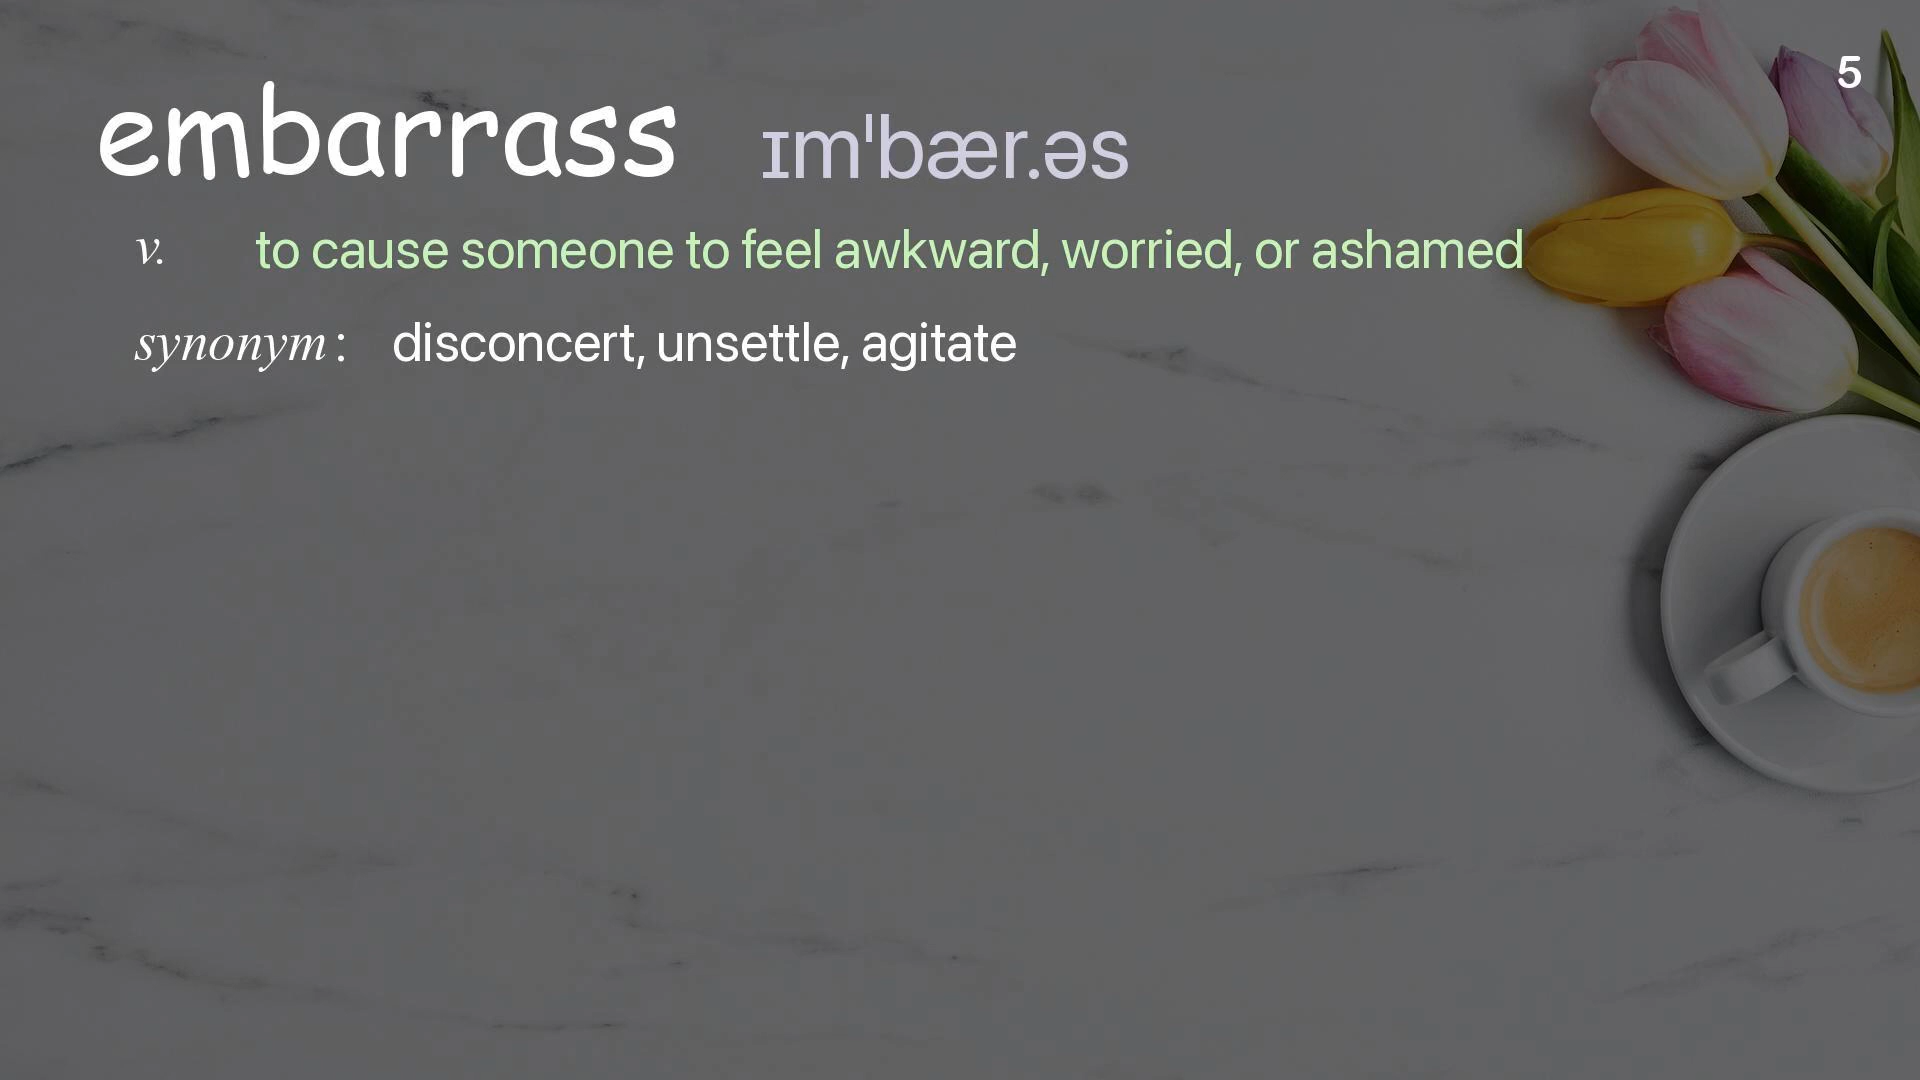 5
embarrass ɪmˈbær.əs
v. to cause someone to feel awkward, worried, or ashamed
synonym : disconcert, unsettle, agitate